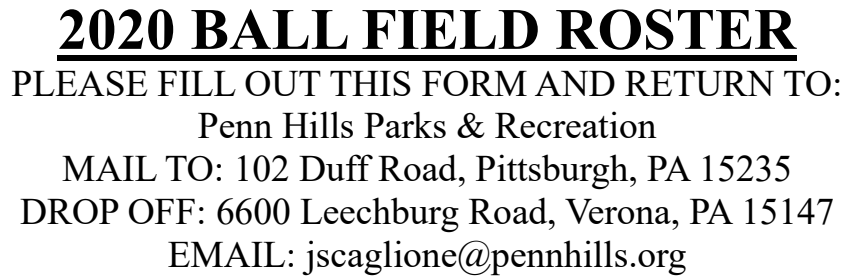 2020 BALL FIELD ROSTER
PLEASE FILL OUT THIS FORM AND RETURN TO:
Penn Hills Parks & Recreation
MAIL TO: 102 Duff Road, Pittsburgh, PA 15235
DROP OFF: 6600 Leechburg Road, Verona, PA 15147
EMAIL: jscaglione@pennhills.org